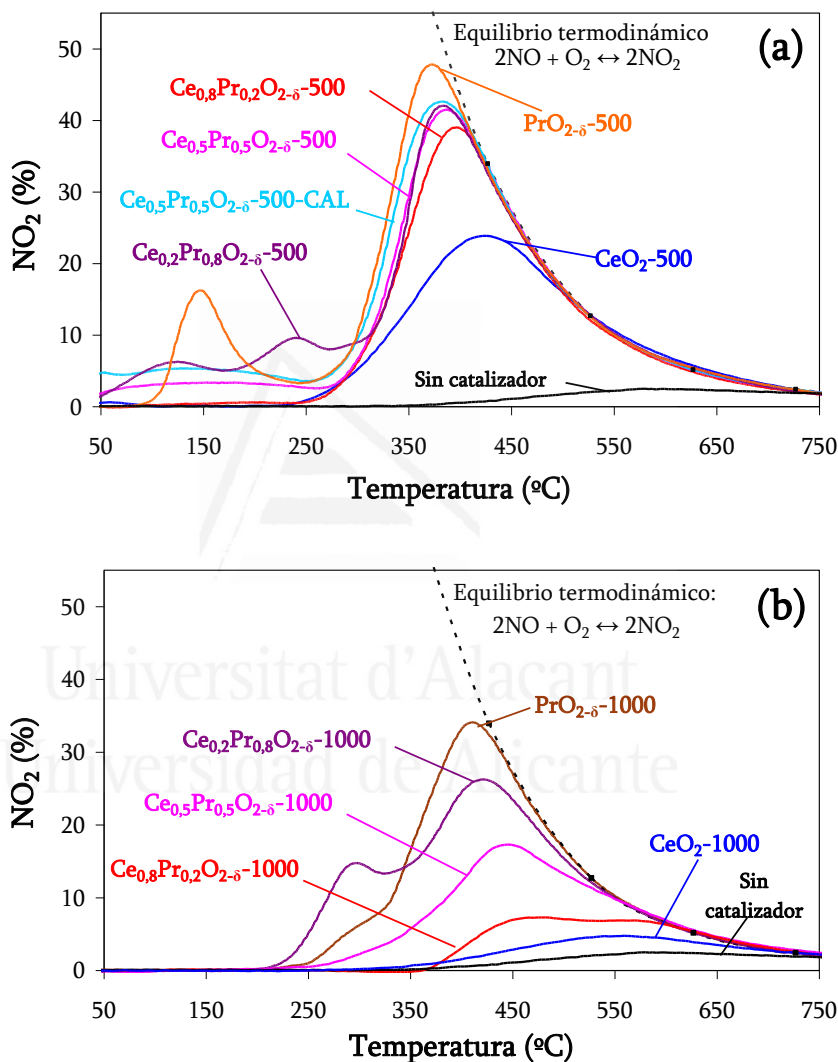 50
40
30
20
10
0
NO₂ (%)
Equilibrio termodinámico
2NO + O₂ ↔ 2NO₂
(a)
Ce₀,₈Pr₀,₂O₂₋δ-500
PrO₂₋δ-500
Ce₀,₅Pr₀,₅O₂₋δ-500
Ce₀,₅Pr₀,₅O₂₋δ-500-CAL
Ce₀,₂Pr₀,₈O₂₋δ-500
CeO₂-500
Sin catalizador
50 150 250 350 450 550 650 750
Temperatura (ºC)
50
40
30
20
10
0
NO₂ (%)
Equilibrio termodinámico:
2NO + O₂ ↔ 2NO₂
(b)
Universitat d'Alacant
Universidad de Alicante
PrO₂₋δ-1000
Ce₀,₂Pr₀,₈O₂₋δ-1000
Ce₀,₅Pr₀,₅O₂₋δ-1000
CeO₂-1000
Ce₀,₈Pr₀,₂O₂₋δ-1000
Sin
catalizador
50 150 250 350 450 550 650 750
Temperatura (ºC)